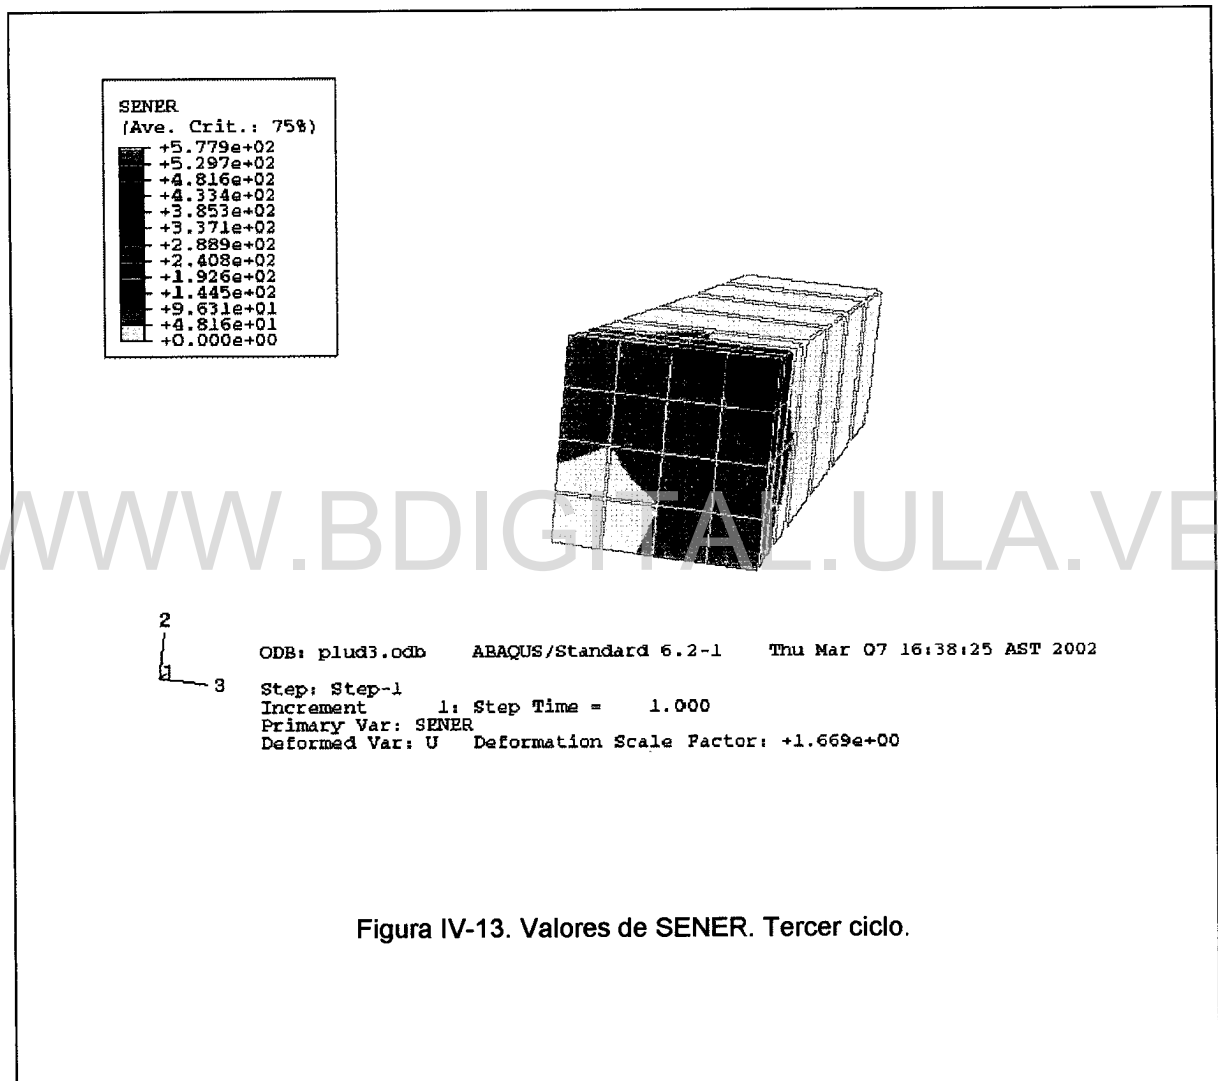 SENER
(Ave. Crit.: 75%)
+5.779e+02
+5.297e+02
+4.816e+02
+4.334e+02
+3.853e+02
+3.371e+02
+2.889e+02
+2.408e+02
+1.926e+02
+1.445e+02
+9.631e+01
+4.816e+01
+0.000e+00
WWW.BDIGITAL.ULA.VE
2
3
ODB: plud3.odb ABAQUS/Standard 6.2-1 Thu Mar 07 16:38:25 AST 2002
Step: Step-1
Increment 1: Step Time = 1.000
Primary Var: SENER
Deformed Var: U Deformation Scale Factor: +1.669e+00
Figura IV-13. Valores de SENER. Tercer ciclo.